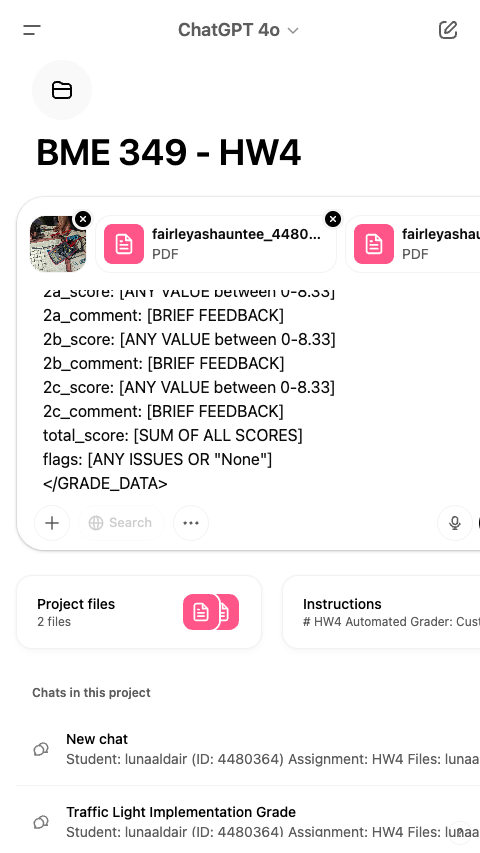 ChatGPT 4o
BME 349 - HW4
fairleyashauntee_4480...
PDF
fairleyashau
PDF
2a_score: [ANY VALUE between 0-8.33]
2a_comment: [BRIEF FEEDBACK]
2b_score: [ANY VALUE between 0-8.33]
2b_comment: [BRIEF FEEDBACK]
2c_score: [ANY VALUE between 0-8.33]
2c_comment: [BRIEF FEEDBACK]
total_score: [SUM OF ALL SCORES]
flags: [ANY ISSUES OR "None"]
</GRADE_DATA>
Search
Project files
2 files
Instructions
# HW4 Automated Grader: Cust
Chats in this project
New chat
Student: lunaaldair (ID: 4480364) Assignment: HW4 Files: lunaa
Traffic Light Implementation Grade
Student: lunaaldair (ID: 4480364) Assignment: HW4 Files: lunaa